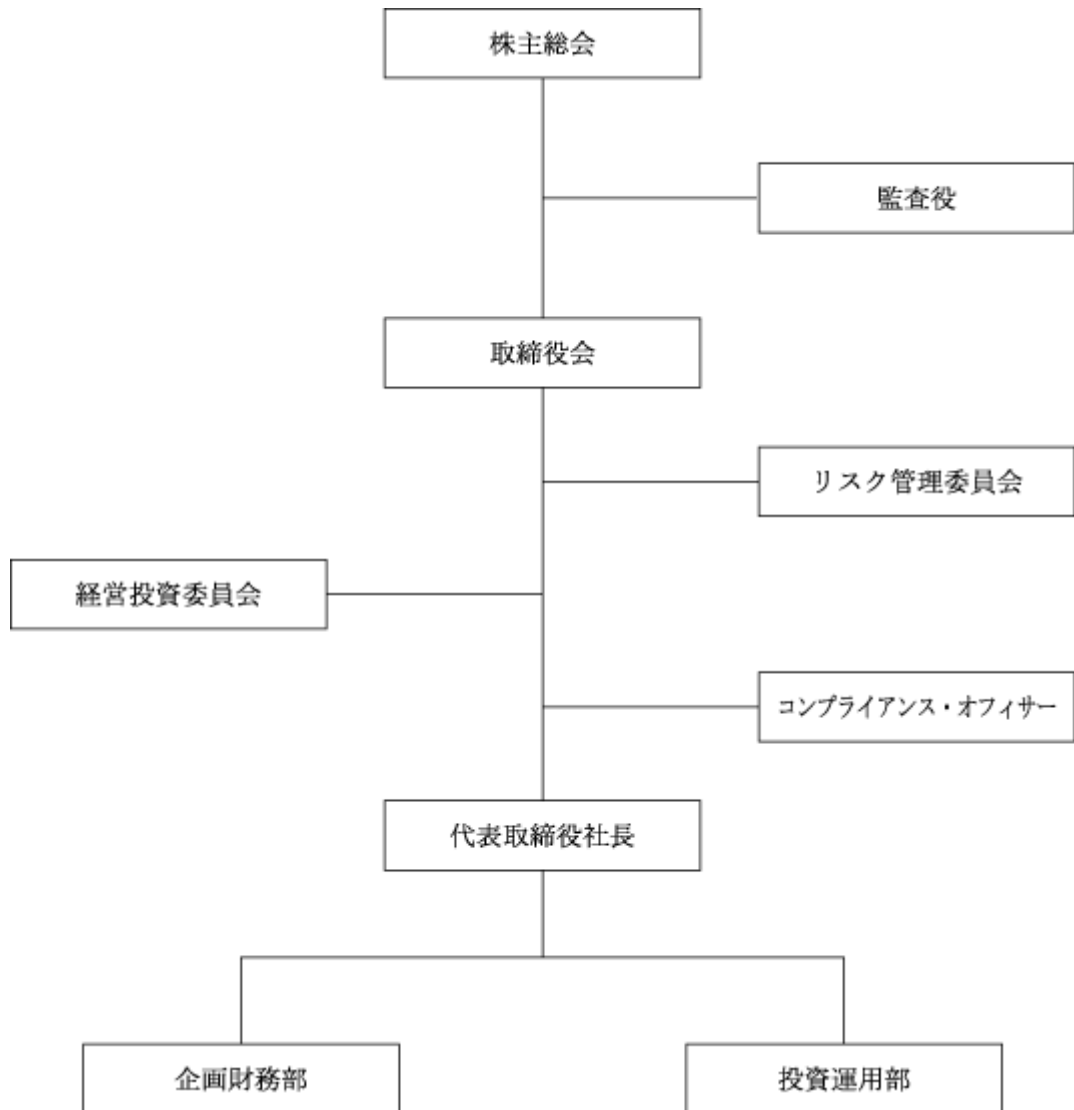 株主総会
監査役
取締役会
リスク管理委員会
経営投資委員会
コンプライアンス・オフィサー
代表取締役社長
企画財務部
投資運用部